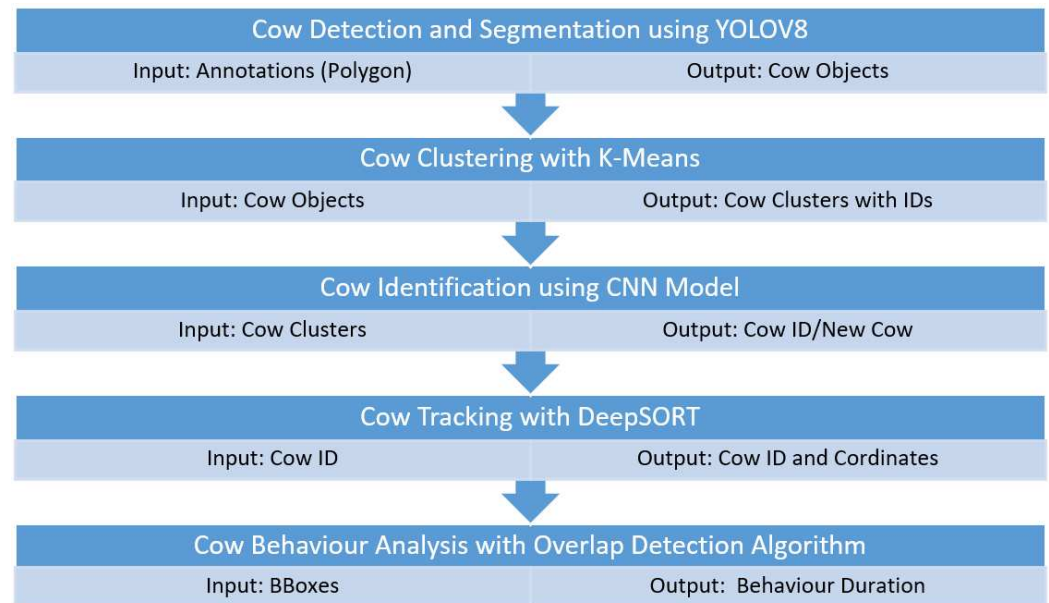 Cow Detection and Segmentation using YOLOV8
Input: Annotations (Polygon)
Output: Cow Objects
Cow Clustering with K-Means
Input: Cow Objects
Output: Cow Clusters with IDs
Cow Identification using CNN Model
Input: Cow Clusters
Output: Cow ID/New Cow
Cow Tracking with DeepSORT
Input: Cow ID
Output: Cow ID and Cordinates
Cow Behaviour Analysis with Overlap Detection Algorithm
Input: BBoxes
Output: Behaviour Duration